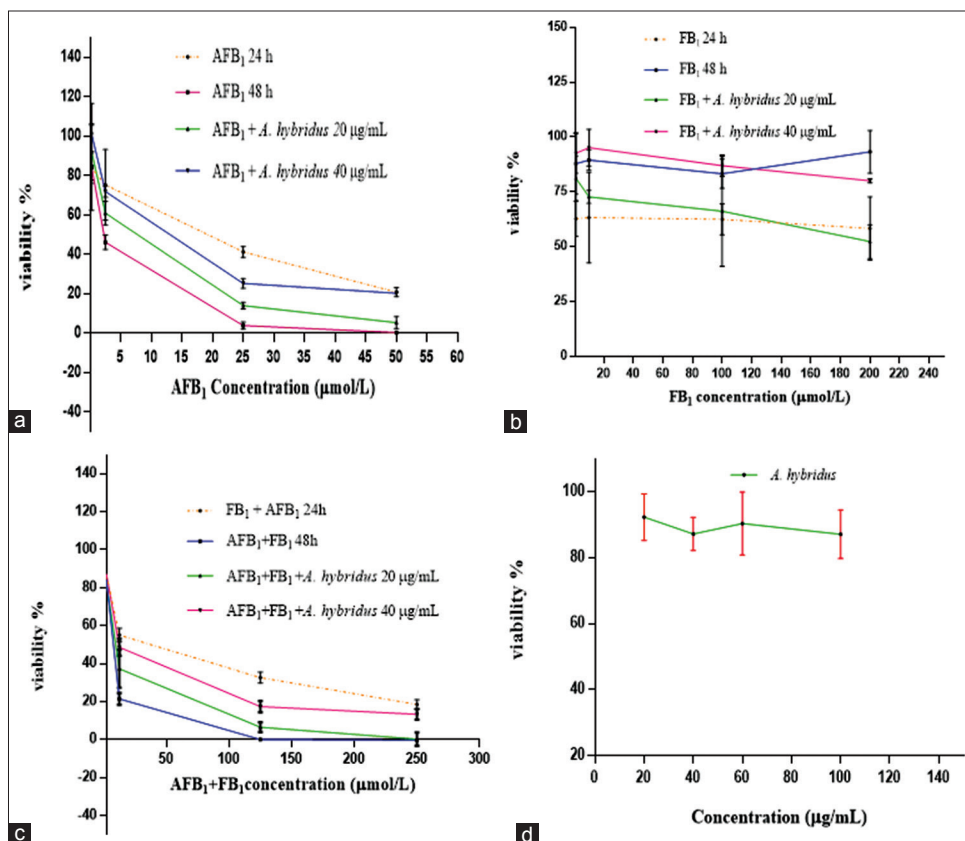 140
120
100
80
60
40
20
0
-20
-40
viability %
AFB₁ 24 h
AFB₁ 48 h
AFB₁ + A. hybridus 20 µg/mL
AFB₁ + A. hybridus 40 µg/mL
5 10 15 20 25 30 35 40 45 50 55 60
AFB₁ Concentration (µmol/L)
a
150
125
100
75
50
25
0
viability %
FB₁ 24 h
FB₁ 48 h
FB₁ + A. hybridus 20 µg/mL
FB₁ + A. hybridus 40 µg/mL
20 40 60 80 100 120 140 160 180 200 220 240
FB₁ concentration (µmol/L)
b
140
120
100
80
60
40
20
0
-20
-40
viability %
FB₁ + AFB₁ 24h
AFB₁+FB₁ 48h
AFB₁+FB₁ +A. hybridus 20 µg/mL
AFB₁+FB₁ +A. hybridus 40 µg/mL
50 100 150 200 250 300
AFB₁+FB₁concentration (µmol/L)
c
100
80
60
40
20
viability %
A. hybridus
0 20 40 60 80 100 120 140
Concentration (µg/mL)
d